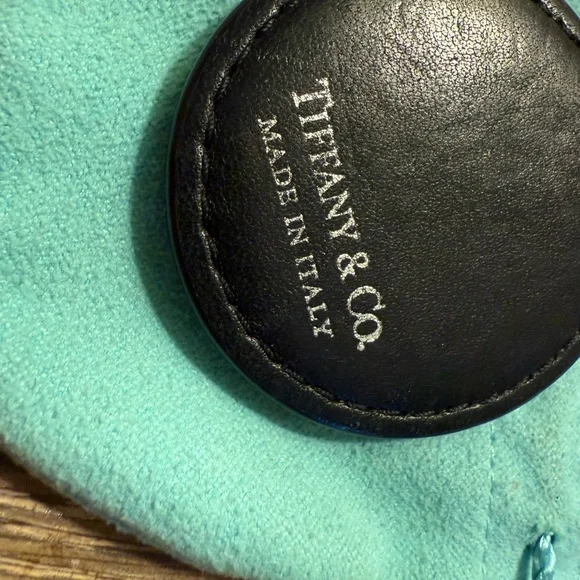 TIFFANY & CO.
MADE IN ITALY